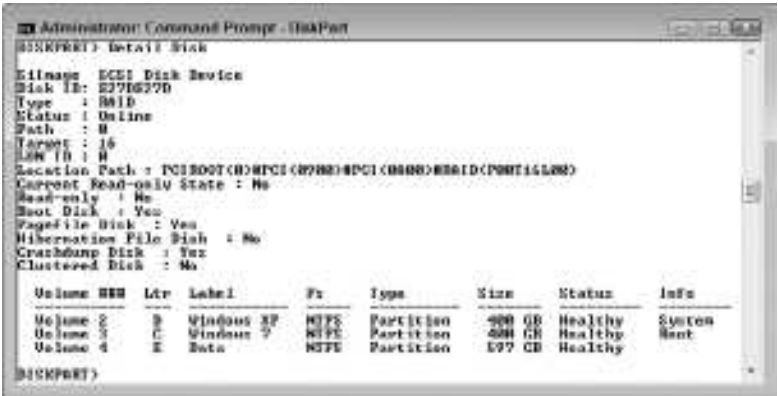 Administrator: Command Prompt - DiskPart
DISKPART> Detail Disk
SiImage SCSI Disk Device
Disk ID:
Type : RAID
Status : Online
Path : 0
Target : 16
LUN ID : 0
Location Path :
Current Read-only State : No
Read-only : No
Boot Disk : Yes
Pagefile Disk : Yes
Hibernation File Disk : No
Crashdump Disk : Yes
Clustered Disk : No
Volume ### Ltr Label Fs Type Size Status Info
Volume 2 D Windows XP NTFS Partition 400 GB Healthy System
Volume 3 C Windows 7 NTFS Partition 400 GB Healthy Boot
Volume 4 E Data NTFS Partition 597 GB Healthy
DISKPART>